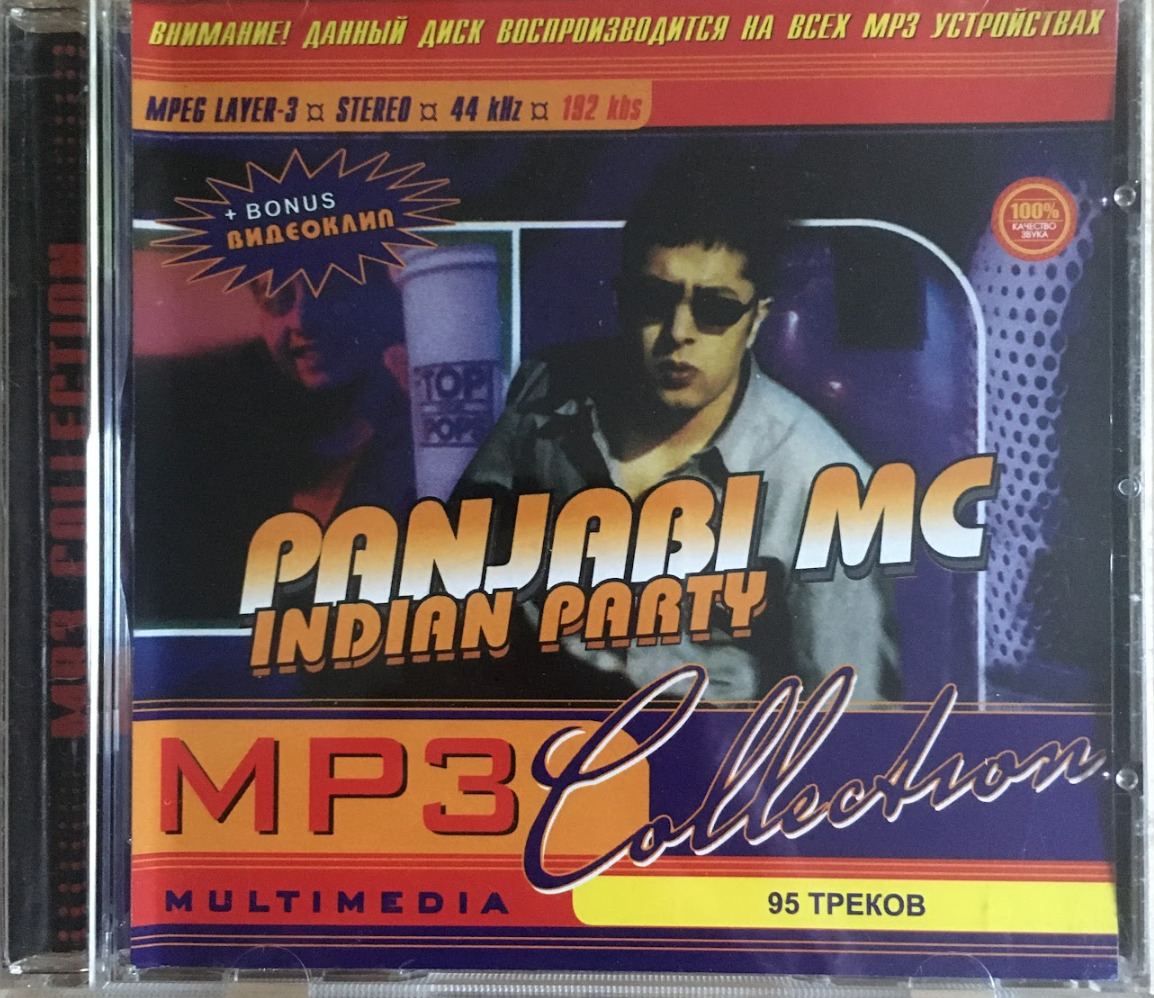 ВНИМАНИЕ! ДАННЫЙ ДИСК ВОСПРОИЗВОДИТСЯ НА ВСЕХ MP3 УСТРОЙСТВАХ
MPEG LAYER-3 ¤ STEREO ¤ 44 kHz ¤ 192 kbs
+ BONUS
ВИДЕОКЛИП
100%
КАЧЕСТВО
ЗВУКА
TOP
POPS
PANJABI MC
INDIAN PARTY
MP3 Collection
MULTIMEDIA
95 ТРЕКОВ
MP3 COLLECTION